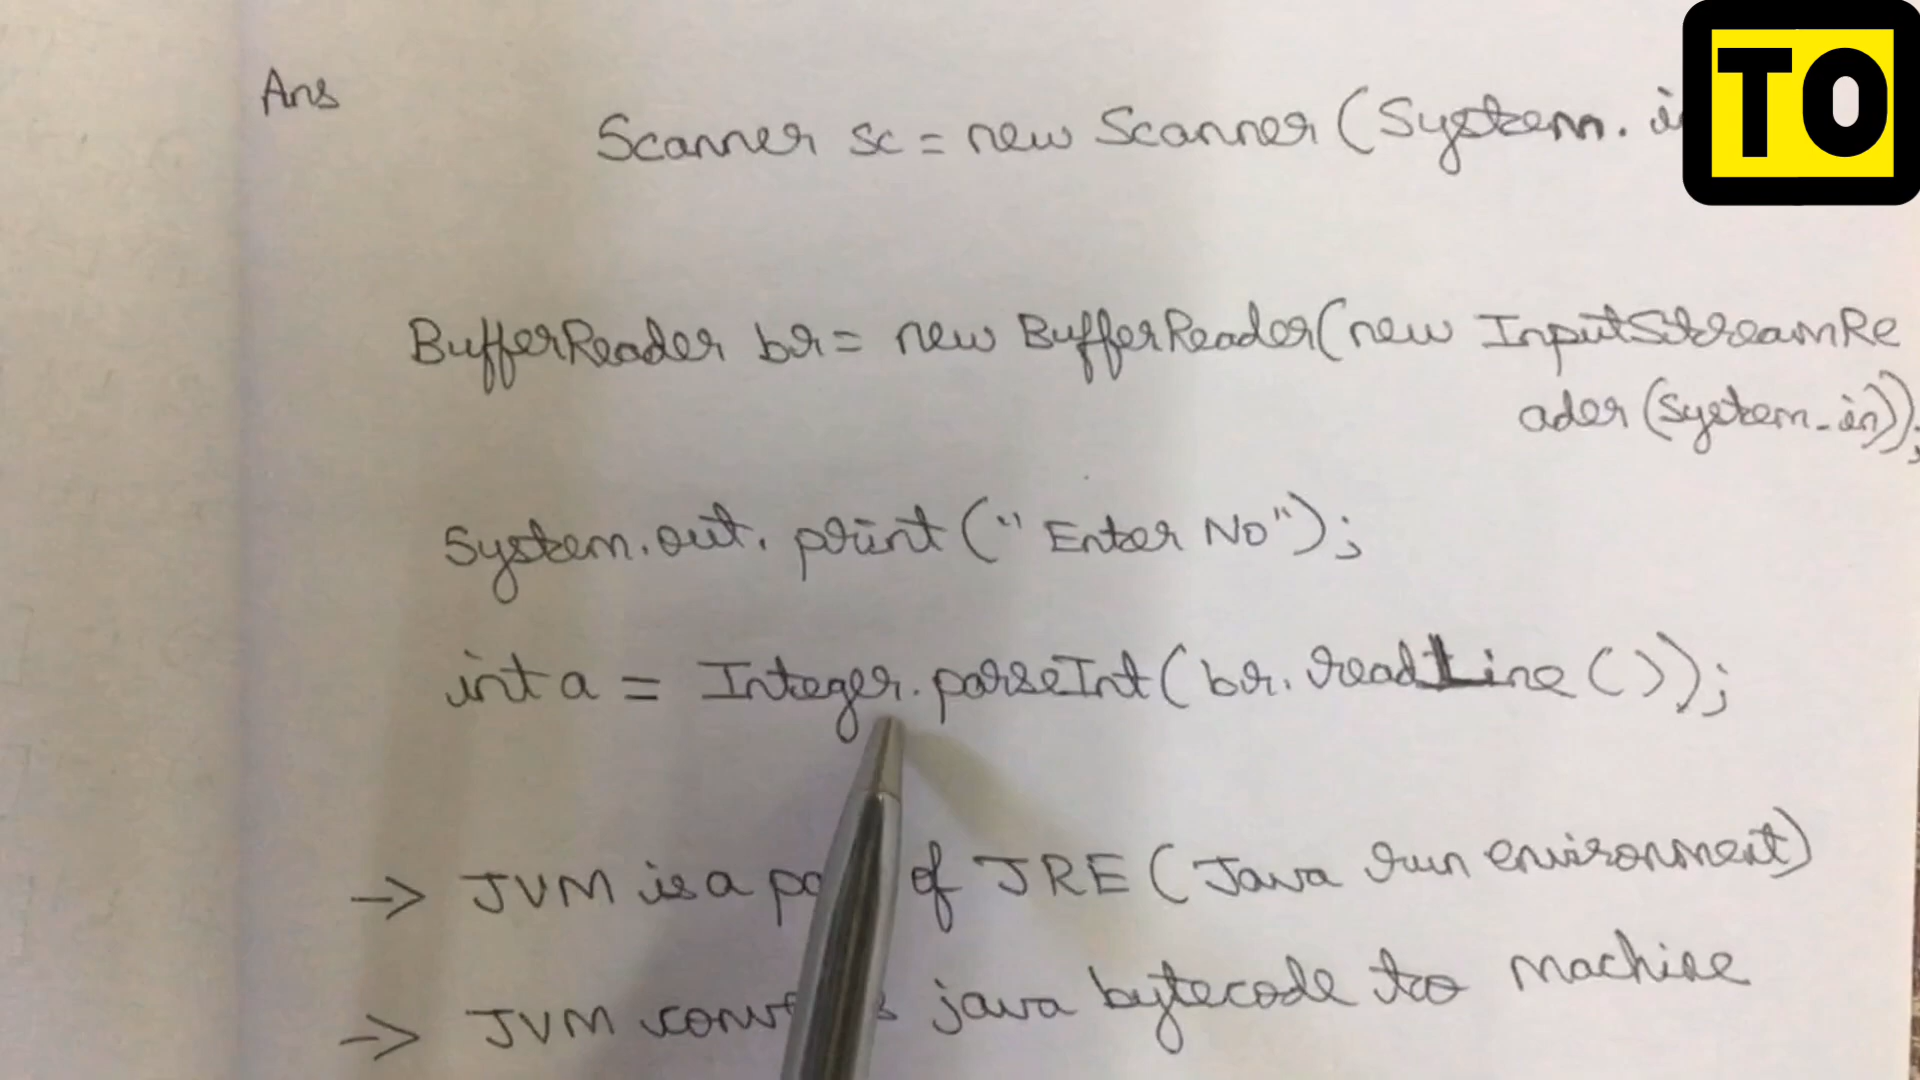 TO
Ans
Scanner sc = new Scanner (System. in
BufferReader br = new BufferReader(new InputStreamRe
ader (System.in));
System.out. print (" Enter No");
int a = Integer.parseInt( br. readLine ());
→ JVM is a of JRE ( Java run environment)
→ JVM java bytecode to machine